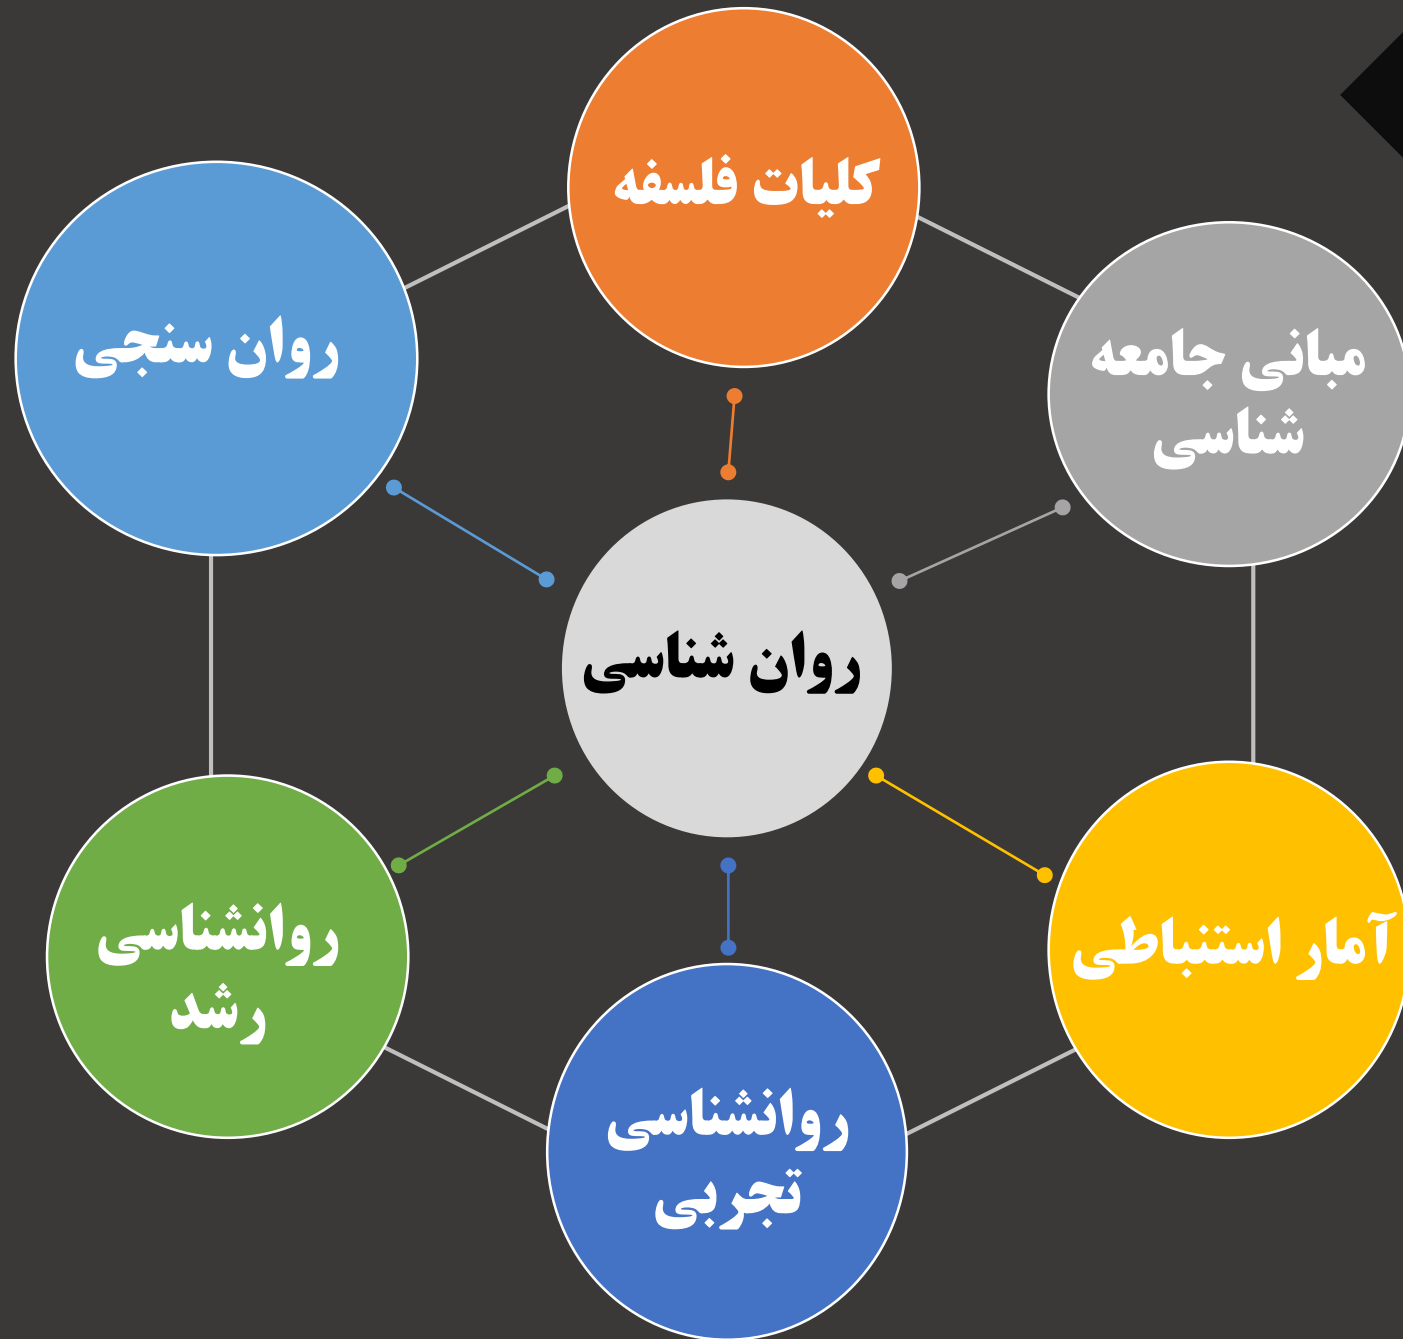 کلیات فلسفه
مبانی جامعه
شناسی
روان سنجی
روان شناسی
آمار استنباطی
روانشناسی
رشد
روانشناسی
تجربی